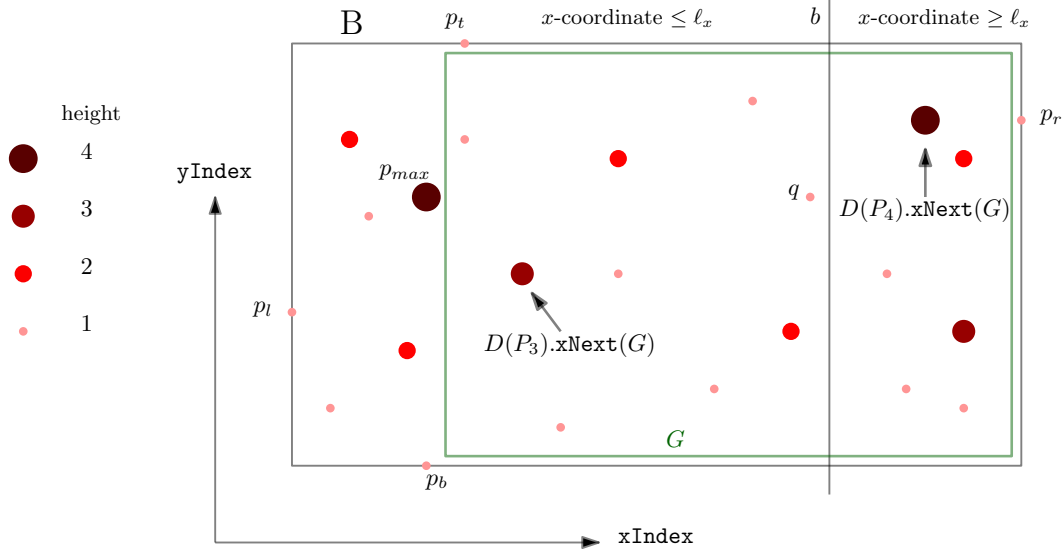 B
p_t
x-coordinate ≤ ℓ_x
b
x-coordinate ≥ ℓ_x
height
4
3
2
1
yIndex
p_max
q
p_r
D(P_4).xNext(G)
p_l
D(P_3).xNext(G)
G
p_b
xIndex